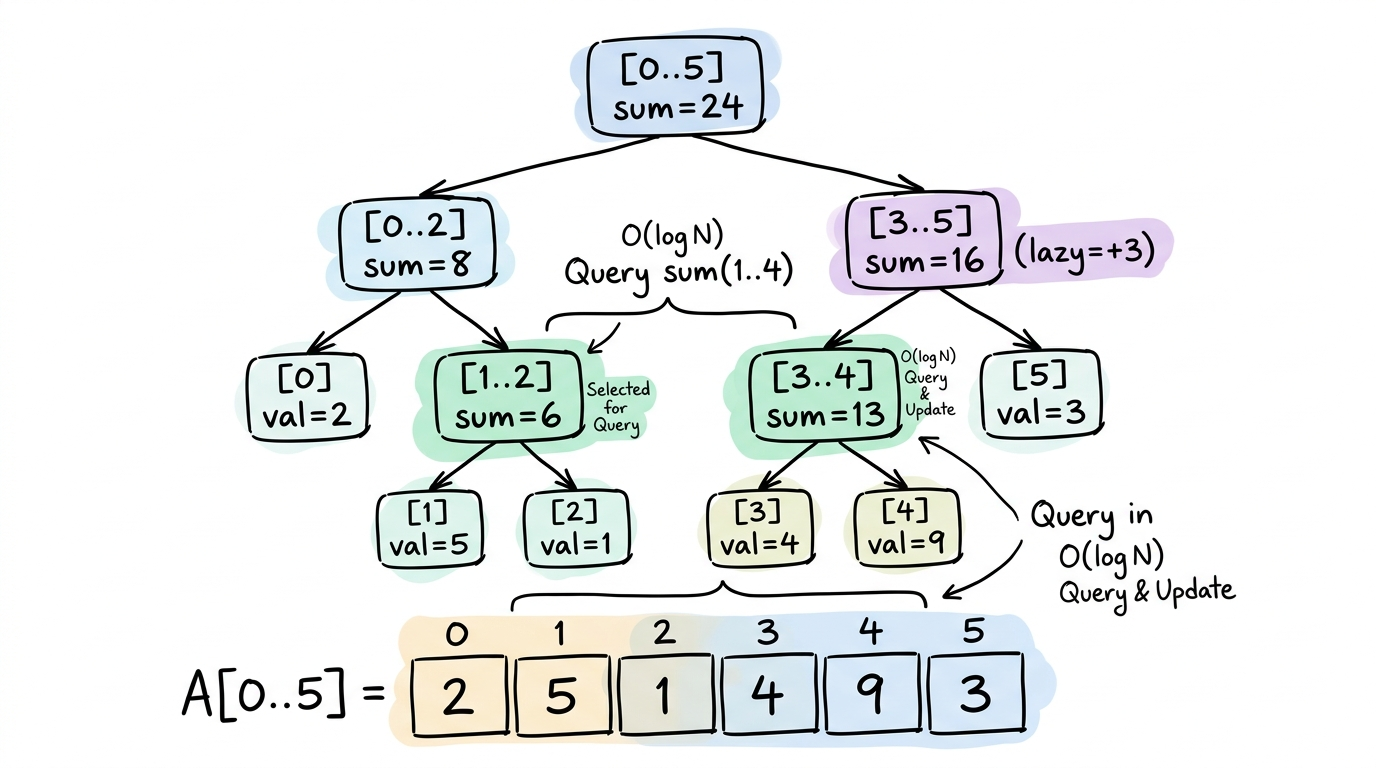 [0..5]
sum=24
[0..2]
sum=8
O(log N)
Query sum(1..4)
[3..5]
sum=16
(lazy=+3)
[0]
val=2
[1..2]
sum=6
Selected
for
Query
[3..4]
sum=13
O(log N)
Query
&
Update
[5]
val=3
[1]
val=5
[2]
val=1
[3]
val=4
[4]
val=9
Query in
O(log N)
Query & Update
0 1 2 3 4 5
A[0..5] = 2 5 1 4 9 3